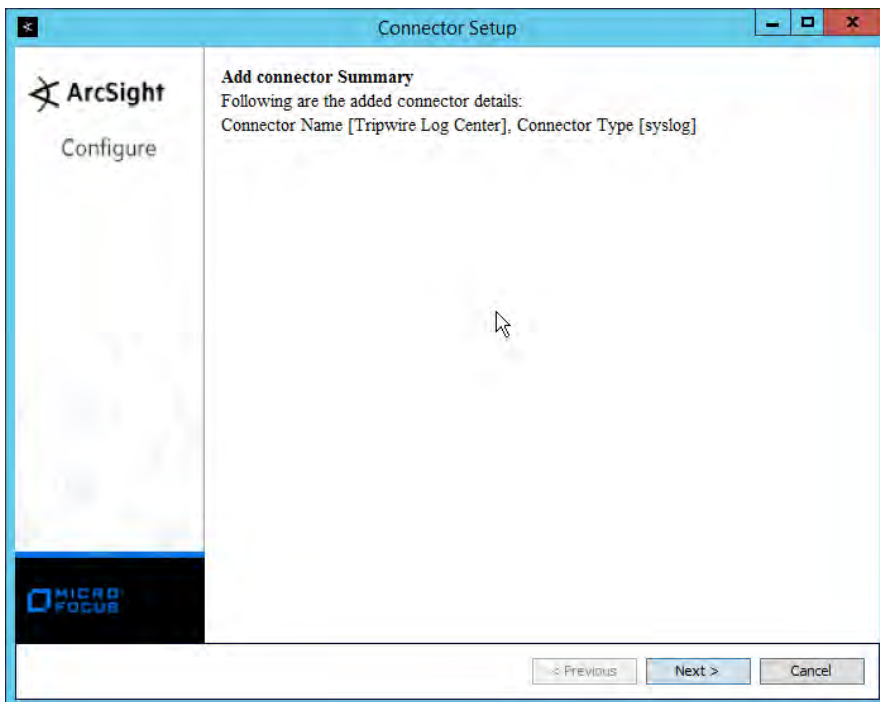 Connector Setup
ArcSight
Configure
Add connector Summary
Following are the added connector details:
Connector Name [Tripwire Log Center], Connector Type [syslog]
MICRO
FOCUS
< Previous
Next >
Cancel